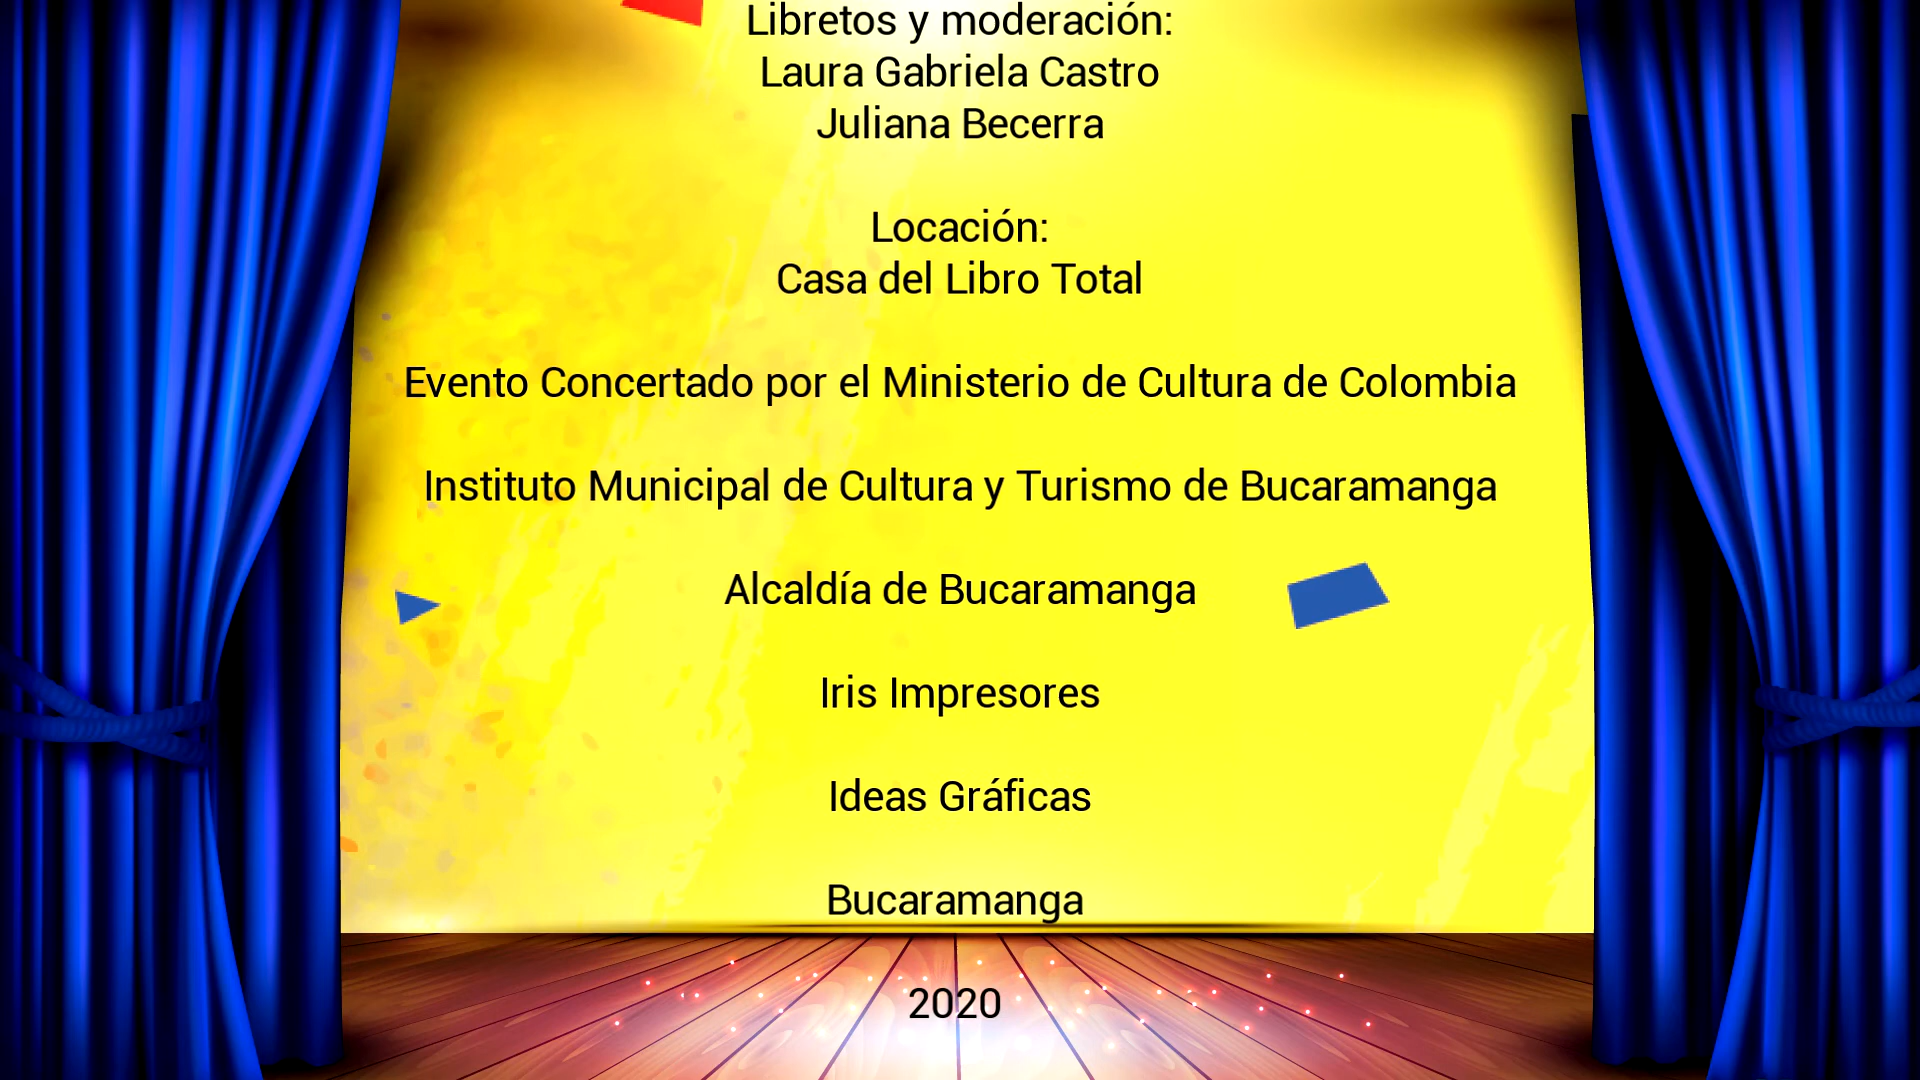 Libretos y moderación:
Laura Gabriela Castro
Juliana Becerra
Locación:
Casa del Libro Total
Evento Concertado por el Ministerio de Cultura de Colombia
Instituto Municipal de Cultura y Turismo de Bucaramanga
Alcaldía de Bucaramanga
Iris Impresores
Ideas Gráficas
Bucaramanga
2020